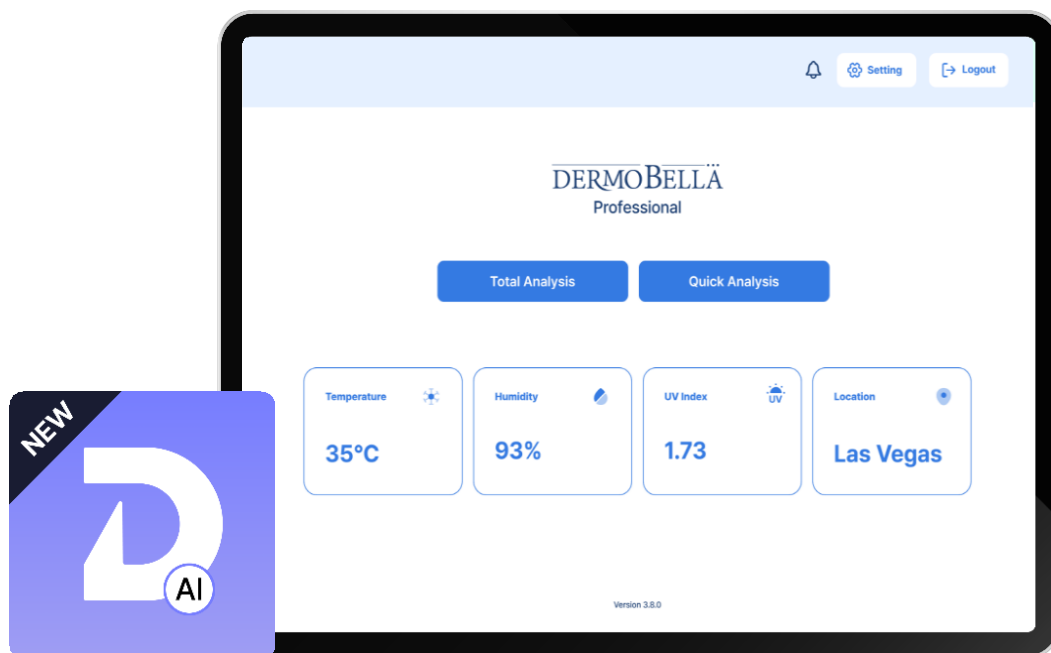 Setting
Logout
DERMOBELLA
Professional
Total Analysis
Quick Analysis
Temperature
Humidity
UV Index
UV
Location
35°C
93%
1.73
Las Vegas
Version 3.8.0
NEW
D
AI